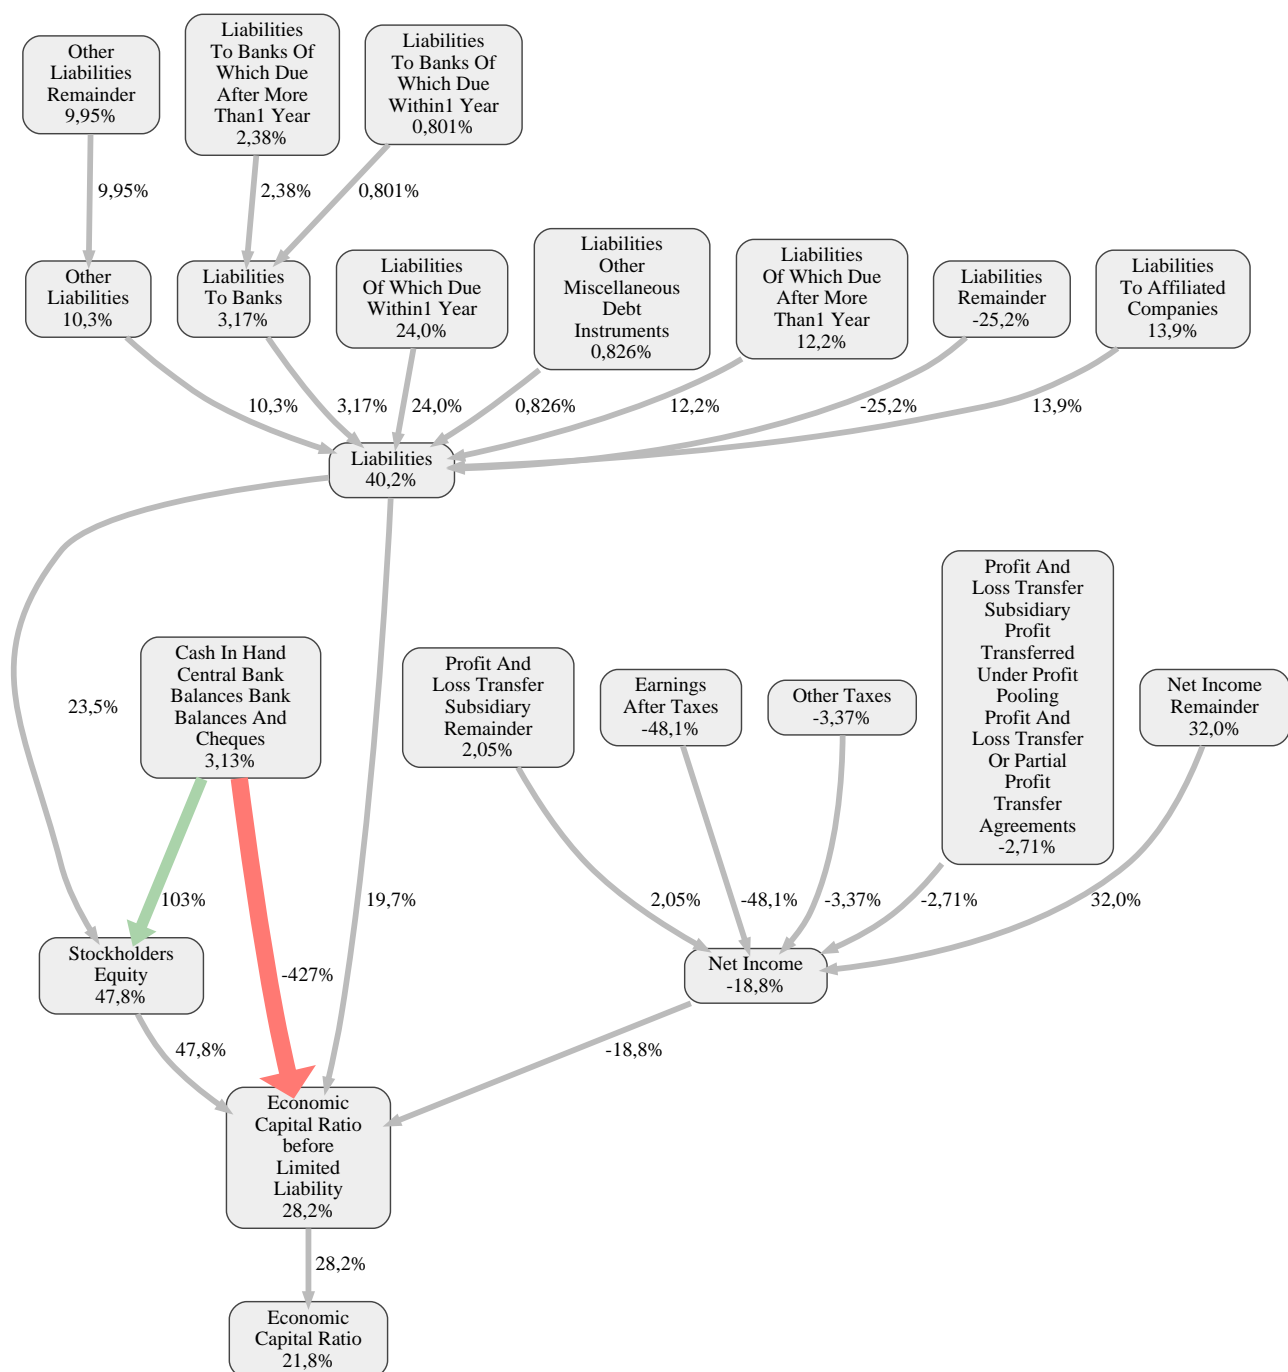 Other
Liabilities
Remainder
9,95%
Liabilities
To Banks Of
Which Due
After More
Than1 Year
2,38%
Liabilities
To Banks Of
Which Due
Within1 Year
0,801%
9,95%
2,38%
0,801%
Other
Liabilities
10,3%
Liabilities
To Banks
3,17%
Liabilities
Of Which Due
Within1 Year
24,0%
Liabilities
Other
Miscellaneous
Debt
Instruments
0,826%
Liabilities
Of Which Due
After More
Than1 Year
12,2%
Liabilities
Remainder
-25,2%
Liabilities
To Affiliated
Companies
13,9%
10,3%
3,17%
24,0%
0,826%
12,2%
-25,2%
13,9%
Liabilities
40,2%
Cash In Hand
Central Bank
Balances Bank
Balances And
Cheques
3,13%
Profit And
Loss Transfer
Subsidiary
Remainder
2,05%
Earnings
After Taxes
-48,1%
Other Taxes
-3,37%
Profit And
Loss Transfer
Subsidiary
Profit
Transferred
Under Profit
Pooling
Profit And
Loss Transfer
Or Partial
Profit
Transfer
Agreements
-2,71%
Net Income
Remainder
32,0%
23,5%
103%
-427%
19,7%
2,05%
-48,1%
-3,37%
-2,71%
32,0%
Stockholders
Equity
47,8%
Net Income
-18,8%
47,8%
-18,8%
Economic
Capital Ratio
before
Limited
Liability
28,2%
28,2%
Economic
Capital Ratio
21,8%